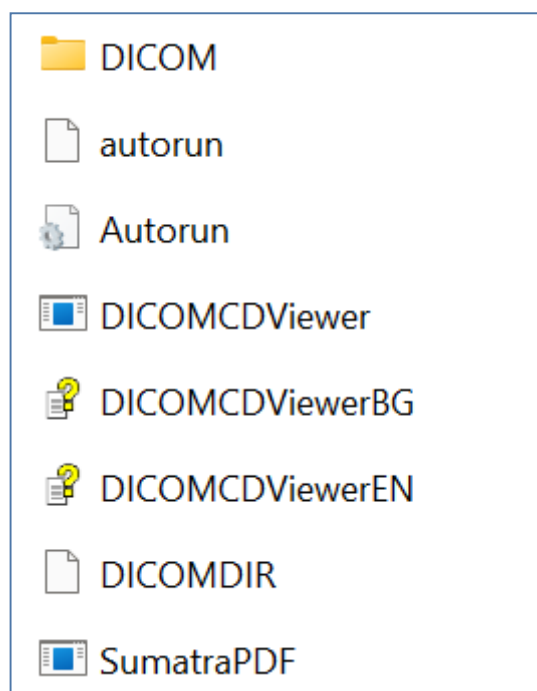 DICOM
autorun
Autorun
DICOMCDViewer
DICOMCDViewerBG
DICOMCDViewerEN
DICOMDIR
SumatraPDF